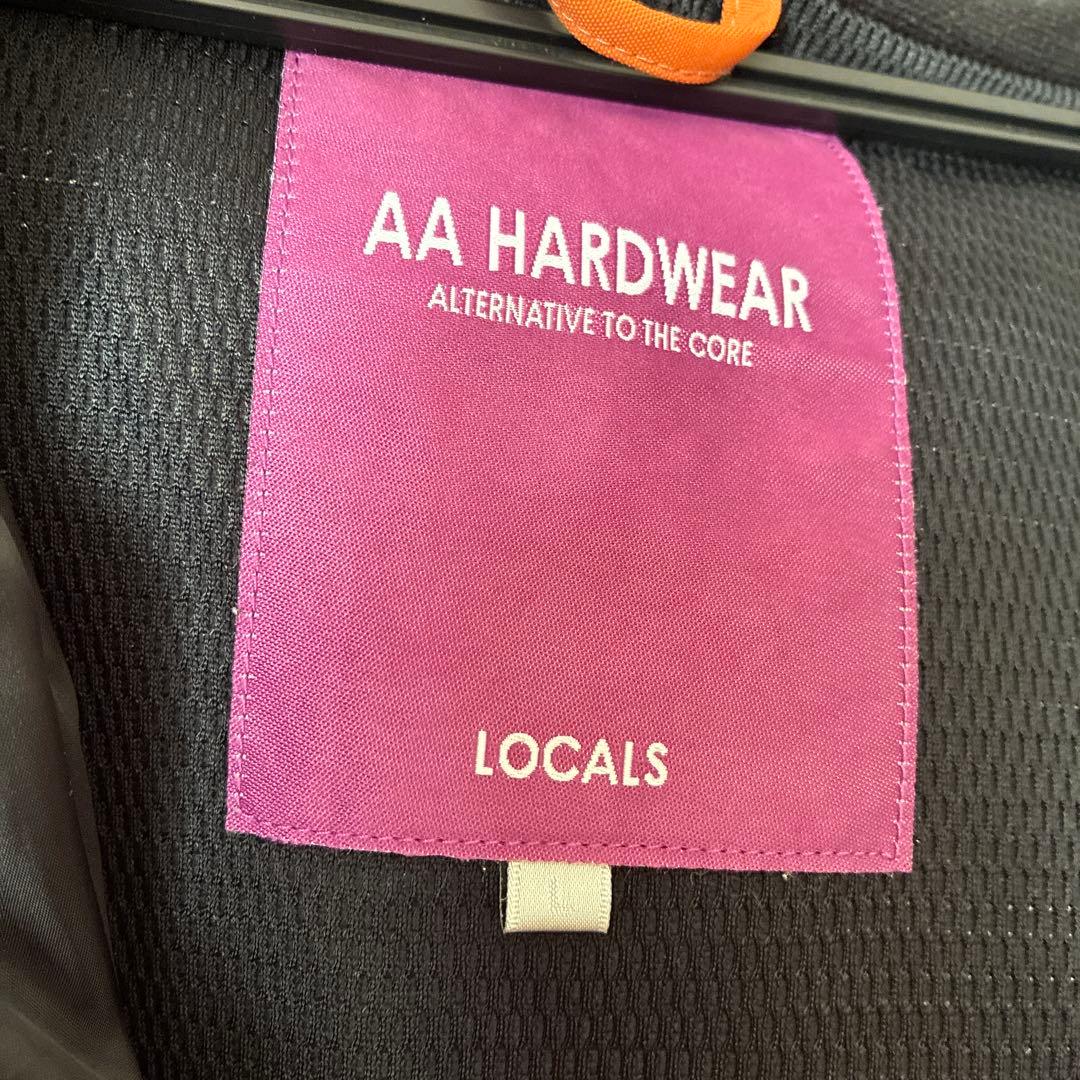 AA HARDWEAR
ALTERNATIVE TO THE CORE
LOCALS
L